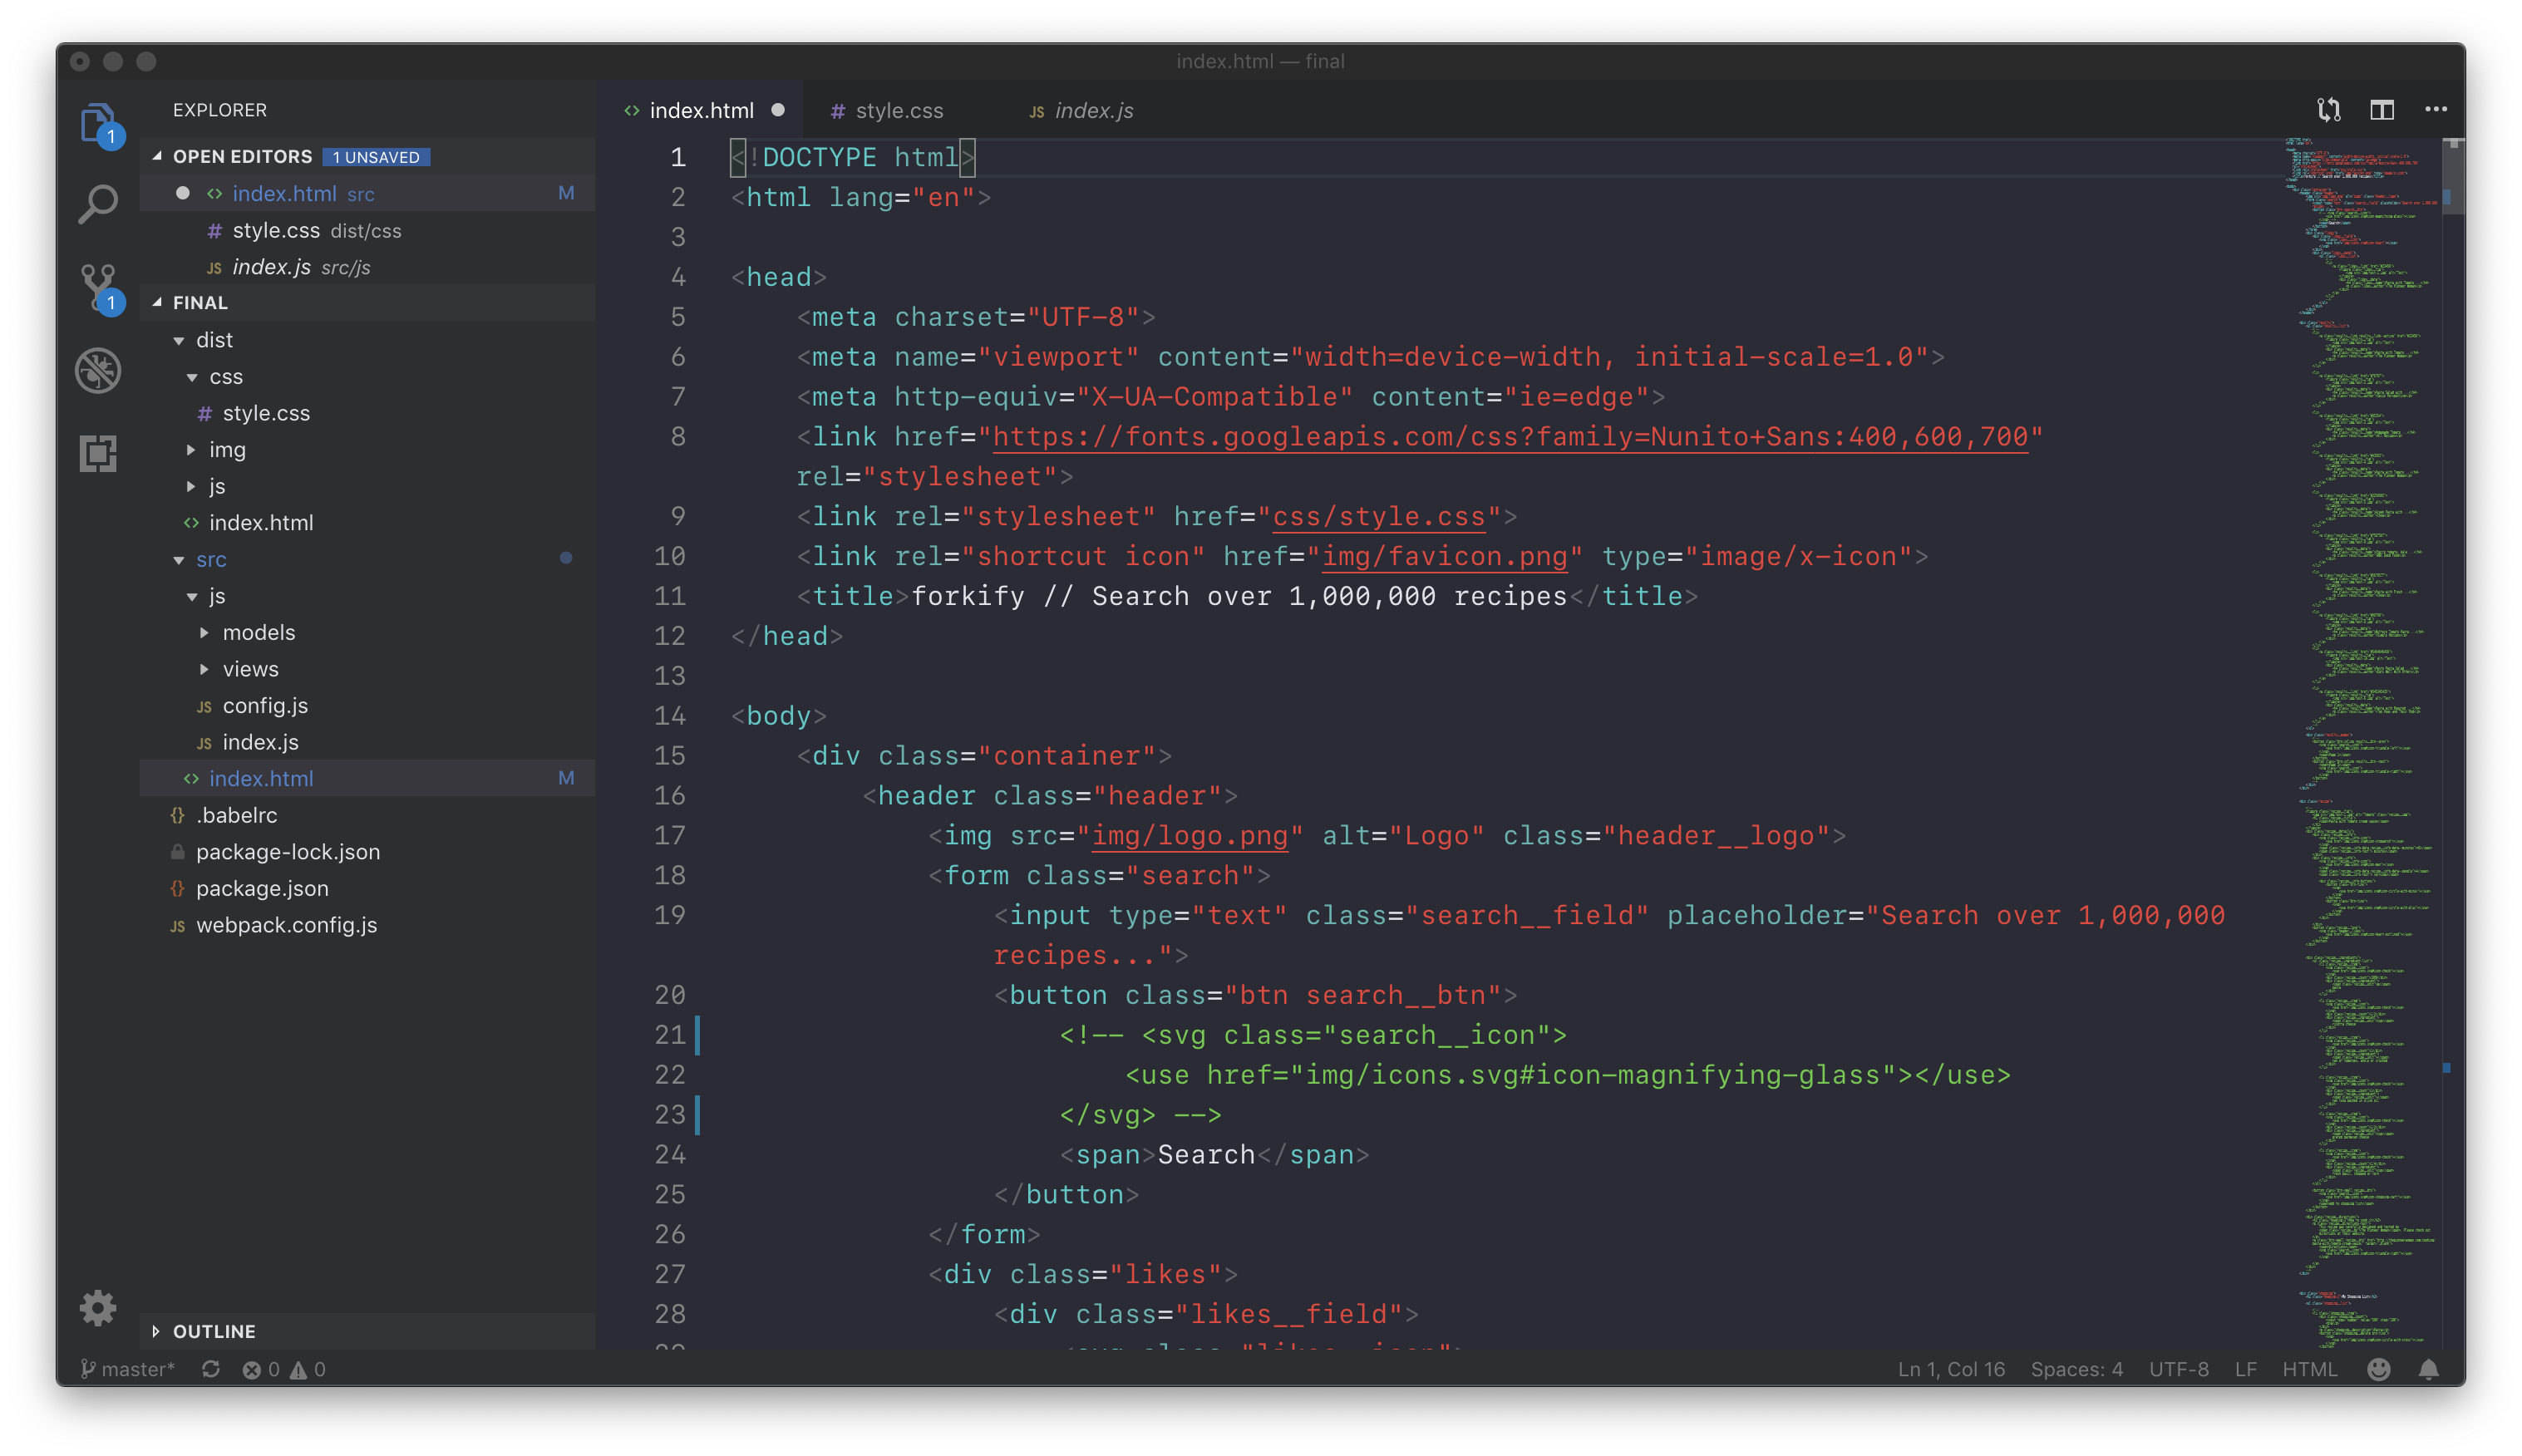 index.html — final
EXPLORER
OPEN EDITORS 1 UNSAVED
index.html src M
style.css dist/css
index.js src/js
FINAL
dist
css
style.css
img
js
index.html
src
js
models
views
config.js
index.js
index.html M
.babelrc
package-lock.json
package.json
webpack.config.js
OUTLINE
1
1
index.html
style.css
index.js
1 <!DOCTYPE html>
2 <html lang="en">
3
4 <head>
5 <meta charset="UTF-8">
6 <meta name="viewport" content="width=device-width, initial-scale=1.0">
7 <meta http-equiv="X-UA-Compatible" content="ie=edge">
8 <link href="https://fonts.googleapis.com/css?family=Nunito+Sans:400,600,700"
rel="stylesheet">
9 <link rel="stylesheet" href="css/style.css">
10 <link rel="shortcut icon" href="img/favicon.png" type="image/x-icon">
11 <title>forkify // Search over 1,000,000 recipes</title>
12 </head>
13
14 <body>
15 <div class="container">
16 <header class="header">
17 <img src="img/logo.png" alt="Logo" class="header__logo">
18 <form class="search">
19 <input type="text" class="search__field" placeholder="Search over 1,000,000
recipes...">
20 <button class="btn search__btn">
21 <!-- <svg class="search__icon">
22 <use href="img/icons.svg#icon-magnifying-glass"></use>
23 </svg> -->
24 <span>Search</span>
25 </button>
26 </form>
27 <div class="likes">
28 <div class="likes__field">
master* 0 0
Ln 1, Col 16 Spaces: 4 UTF-8 LF HTML